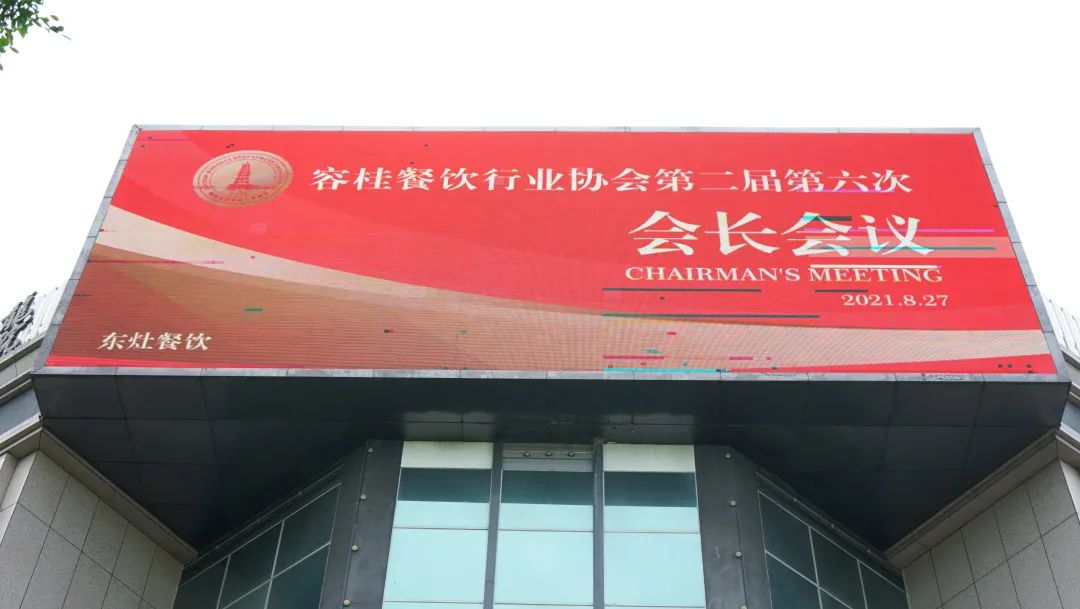 容桂餐饮行业协会第二届第六次
会长会议
CHAIRMAN'S MEETING
2021.8.27
东灶餐饮